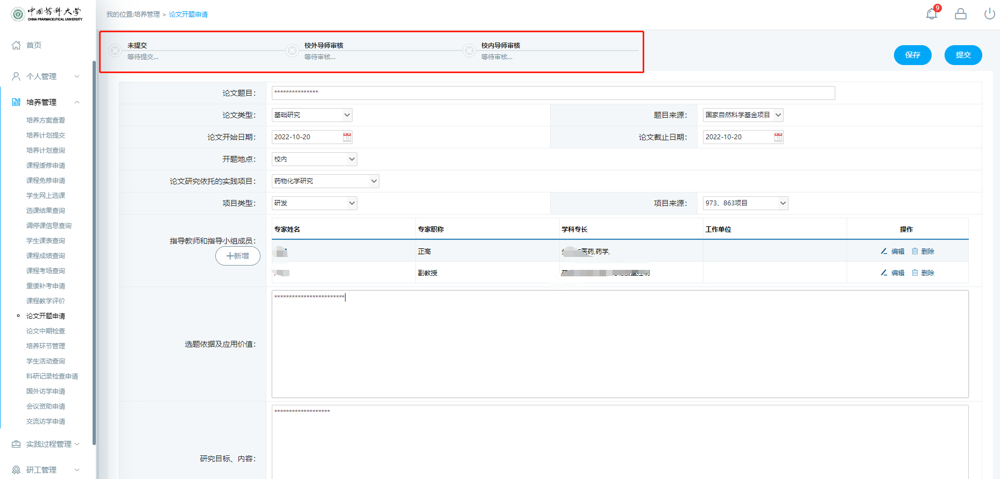 中国药科大学
CHINA PHARMACEUTICAL UNIVERSITY
我的位置:培养管理 > 论文开题申请
9
首页
个人管理
培养管理
培养方案查看
培养计划提交
培养计划查询
课程缓修申请
课程免修申请
学生网上选课
选课结果查询
调停课信息查询
学生课表查询
课程成绩查询
课程考场查询
重缓补考申请
课程教学评价
论文开题申请
论文中期检查
培养环节管理
学生活动查询
科研记录检查申请
国外访学申请
会议资助申请
交流访学申请
实践过程管理
研工管理
未提交
等待提交...
校外导师审核
等待审核...
校内导师审核
等待审核...
保存
提交
论文题目: ***************
论文类型: 基础研究 题目来源: 国家自然科学基金项目
论文开始日期: 2022-10-20 论文截止日期: 2022-10-20
开题地点: 校内
论文研究依托的实践项目: 药物化学研究
项目类型: 研发 项目来源: 973、863项目
指导教师和指导小组成员:
新增
专家姓名 专家职称 学科专长 工作单位 操作
正高 医药,药学, 编辑 删除
副教授 质量控制 编辑 删除
选题依据及应用价值: ************************
研究目标、内容: *******************